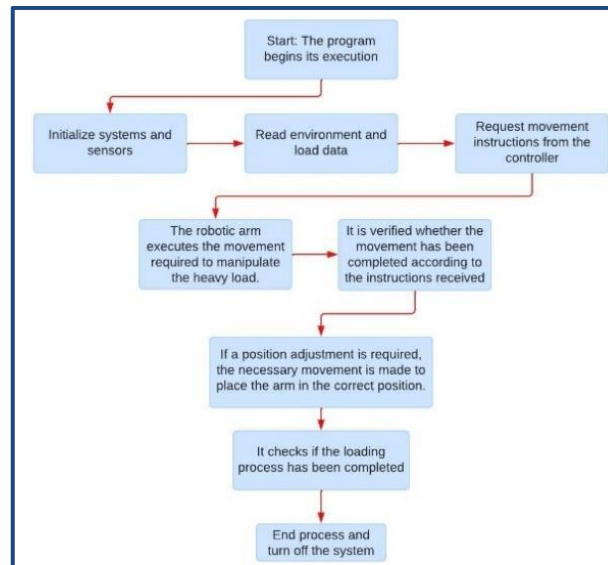 Start: The program
begins its execution
Initialize systems and
sensors
Read environment and
load data
Request movement
instructions from the
controller
The robotic arm
executes the movement
required to manipulate
the heavy load.
It is verified whether the
movement has been
completed according to
the instructions received
If a position adjustment is required,
the necessary movement is made to
place the arm in the correct position.
It checks if the loading
process has been completed
End process and
turn off the system